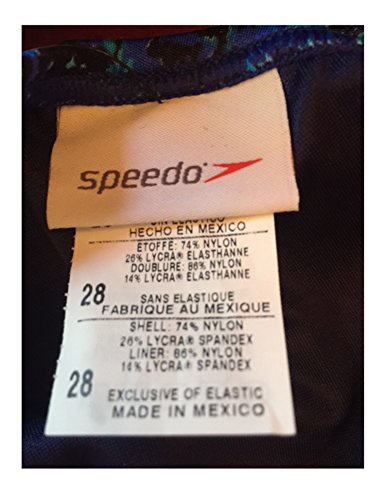 speedo
SIN ELASTICO
HECHO EN MEXICO
ETOFFE: 74% NYLON
26% LYCRA® ELASTHANNE
DOUBLURE: 86% NYLON
14% LYCRA® ELASTHANNE
28 SANS ELASTIQUE
FABRIQUE AU MEXIQUE
SHELL: 74% NYLON
26% LYCRA® SPANDEX
LINER: 86% NYLON
14% LYCRA® SPANDEX
28 EXCLUSIVE OF ELASTIC
MADE IN MEXICO